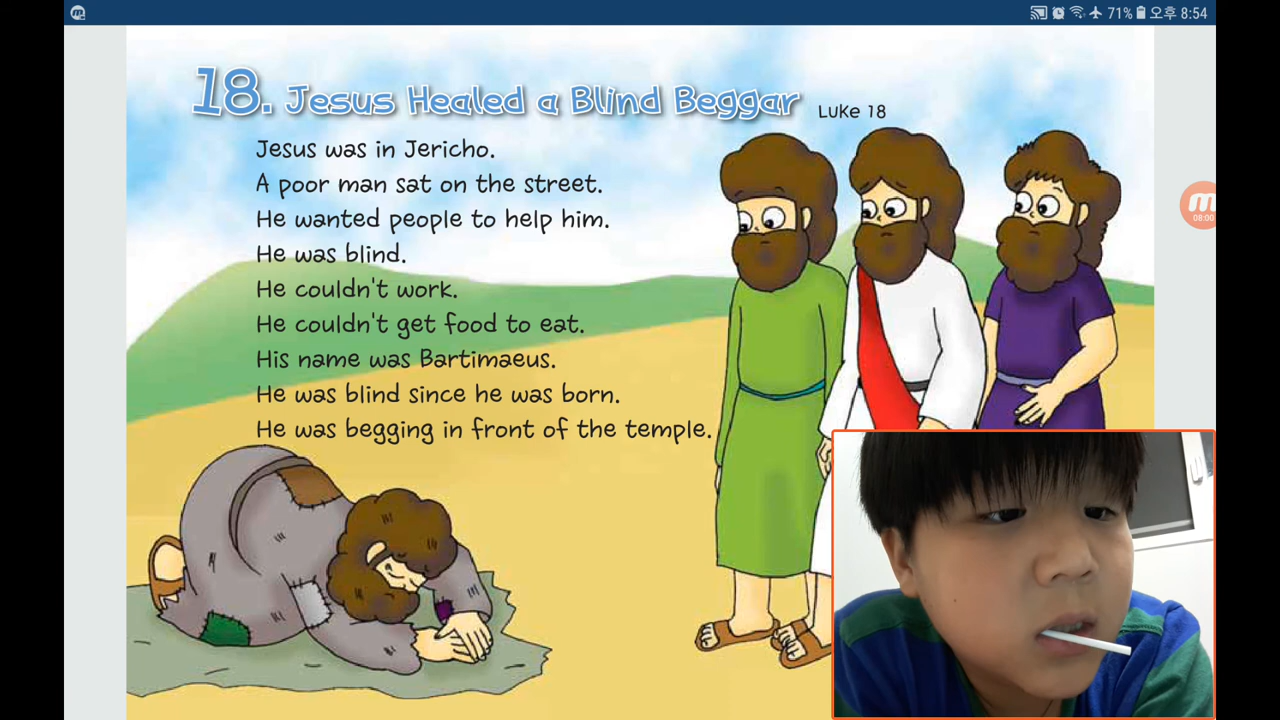 71% 오후 8:54
18. Jesus Healed a Blind Beggar Luke 18
Jesus was in Jericho.
A poor man sat on the street.
He wanted people to help him.
He was blind.
He couldn't work.
He couldn't get food to eat.
His name was Bartimaeus.
He was blind since he was born.
He was begging in front of the temple.
08:00